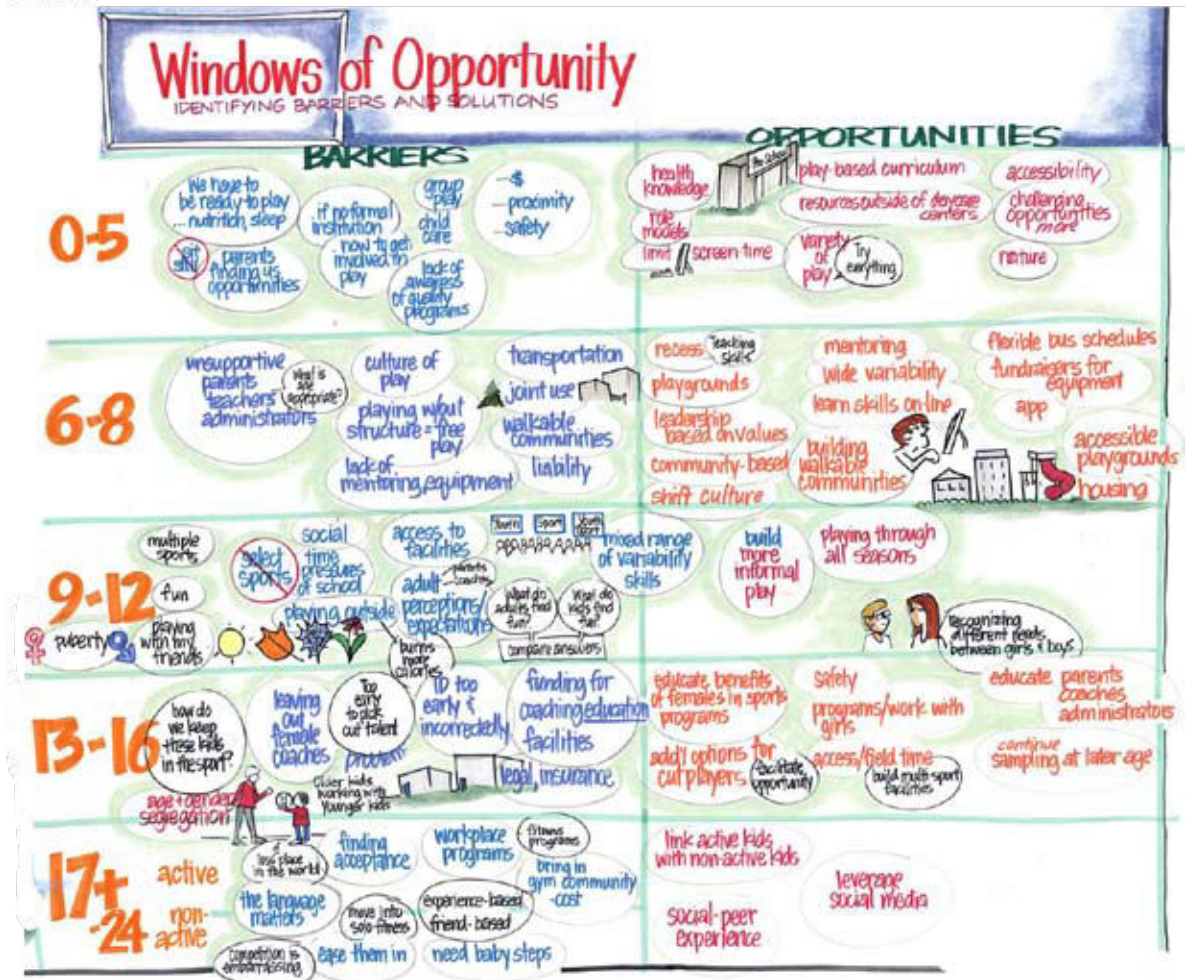 Windows of Opportunity
IDENTIFYING BARRIERS AND SOLUTIONS
BARRIERS
OPPORTUNITIES
0-5
we have to
be ready to play
...nutrition, sleep
sit
still
parents
finding us
opportunities
if no formal
institution
how to get
involved in
play
group
play
child
care
lack of
awareness
of quality
programs
...$
...proximity
...safety
health
knowledge
role
models
limit screen-time
play-based curriculum
resources outside of daycare
centers
variety
of
play
Try
everything
accessibility
challenging
opportunities
more
nature
6-8
unsupportive
parents
teachers
administrators
What is
age
appropriate?
culture of
play
playing w/out
structure = free
play
lack of
mentoring, equipment
transportation
joint use
walkable
communities
liability
recess
Teaching
skills
playgrounds
leadership
based on values
community-based
shift culture
mentoring
wide variability
learn skills on-line
building
walkable
communities
flexible bus schedules
fundraisers for
equipment
app
accessible
playgrounds
housing
9-12
multiple
sports
fun
puberty
playing
with my
friends
select
sports
social
time
pressures
of school
playing outside
access to
facilities
adult
parents
coaches
perceptions/
expectations
burns
more
calories
Youth
Sport
Youth
Sport
What do
adults find
fun?
What do
kids find
fun?
compare answers
mixed range
of variability
skills
build
more
informal
play
playing through
all seasons
recognizing
different needs
between girls & boys
13-16
how do
we keep
these kids
in the sport?
age + gender
segregation
leaving
out
female
coaches
Too
early
to pick
out talent
problem
Older kids
working with
Younger kids
ID too
early &
incorrectly
funding for
coaching education
facilities
legal, insurance
educate benefits
of females in sports
programs
add'l options for
cut players
facilitate
opportunity
safety
programs/work with
girls
access/field time
build multi sport
facilities
educate parents
coaches
administrators
continue
sampling at later age
17+
-24
active
non-
active
loss place
in the world
the language
matters
competition is
embarrassing
finding
acceptance
move into
solo-fitness
ease them in
workplace
programs
experience-based
friend-based
need baby steps
fitness
programs
bring in
gym community
-cost
link active kids
with non-active kids
social-peer
experience
leverage
social media